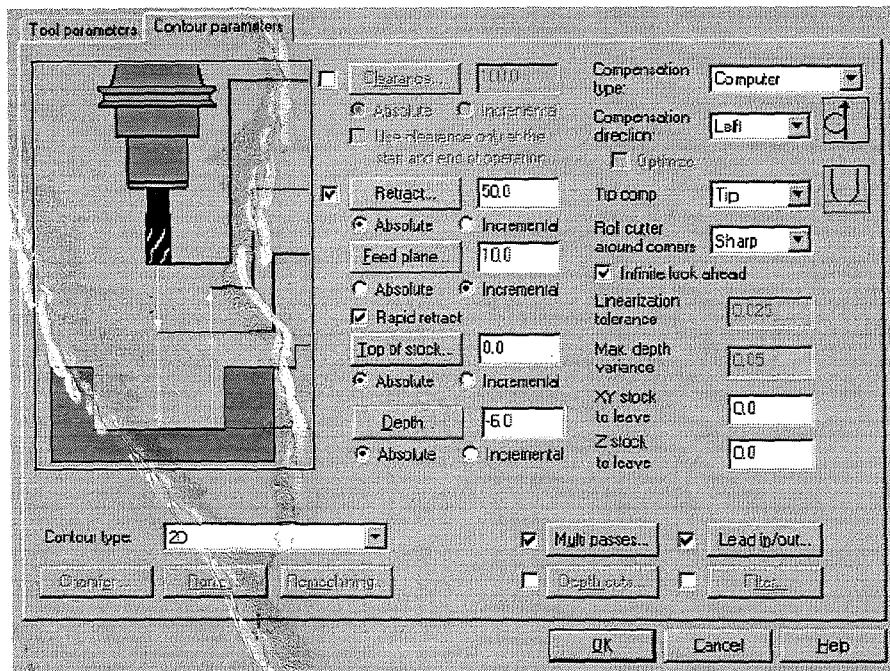 Tool parameters
Contour parameters
Clearance...
100.0
Absolute
Incremental
Use clearance only at the
start and end of operation
Retract...
50.0
Absolute
Incremental
Feed plane...
10.0
Absolute
Incremental
Rapid retract
Top of stock...
0.0
Absolute
Incremental
Depth...
-6.0
Absolute
Incremental
Compensation
type:
Computer
Compensation
direction:
Left
Optimize
Tip comp
Tip
Roll cutter
around corners
Sharp
Infinite look ahead
Linearization
tolerance
0.025
Max. depth
variance
0.05
XY stock
to leave
0.0
Z stock
to leave
0.0
Contour type:
2D
Chamfer...
Ramp...
Remachining...
Multi passes...
Lead in/out...
Depth cuts...
Filter...
OK
Cancel
Help